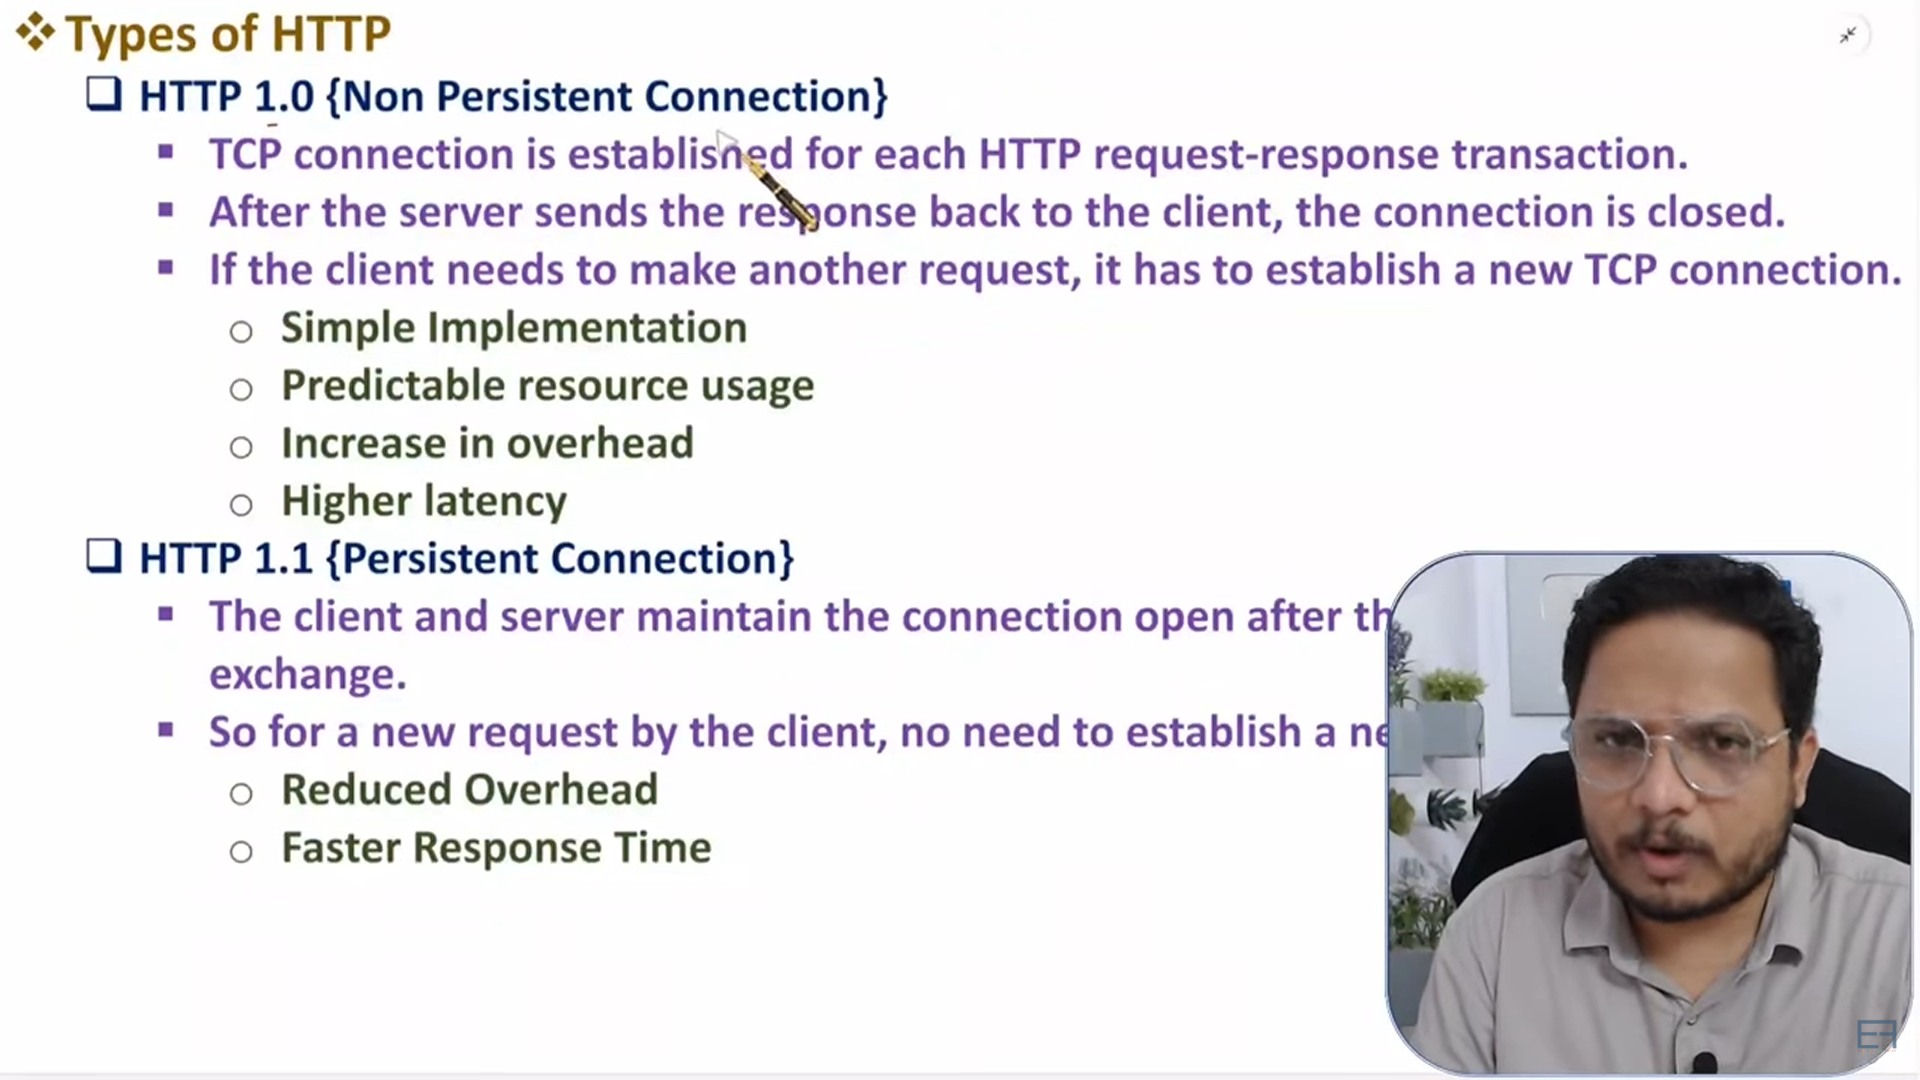 Types of HTTP
HTTP 1.0 {Non Persistent Connection}
TCP connection is established for each HTTP request-response transaction.
After the server sends the response back to the client, the connection is closed.
If the client needs to make another request, it has to establish a new TCP connection.
Simple Implementation
Predictable resource usage
Increase in overhead
Higher latency
HTTP 1.1 {Persistent Connection}
The client and server maintain the connection open after
exchange.
So for a new request by the client, no need to establish a
Reduced Overhead
Faster Response Time